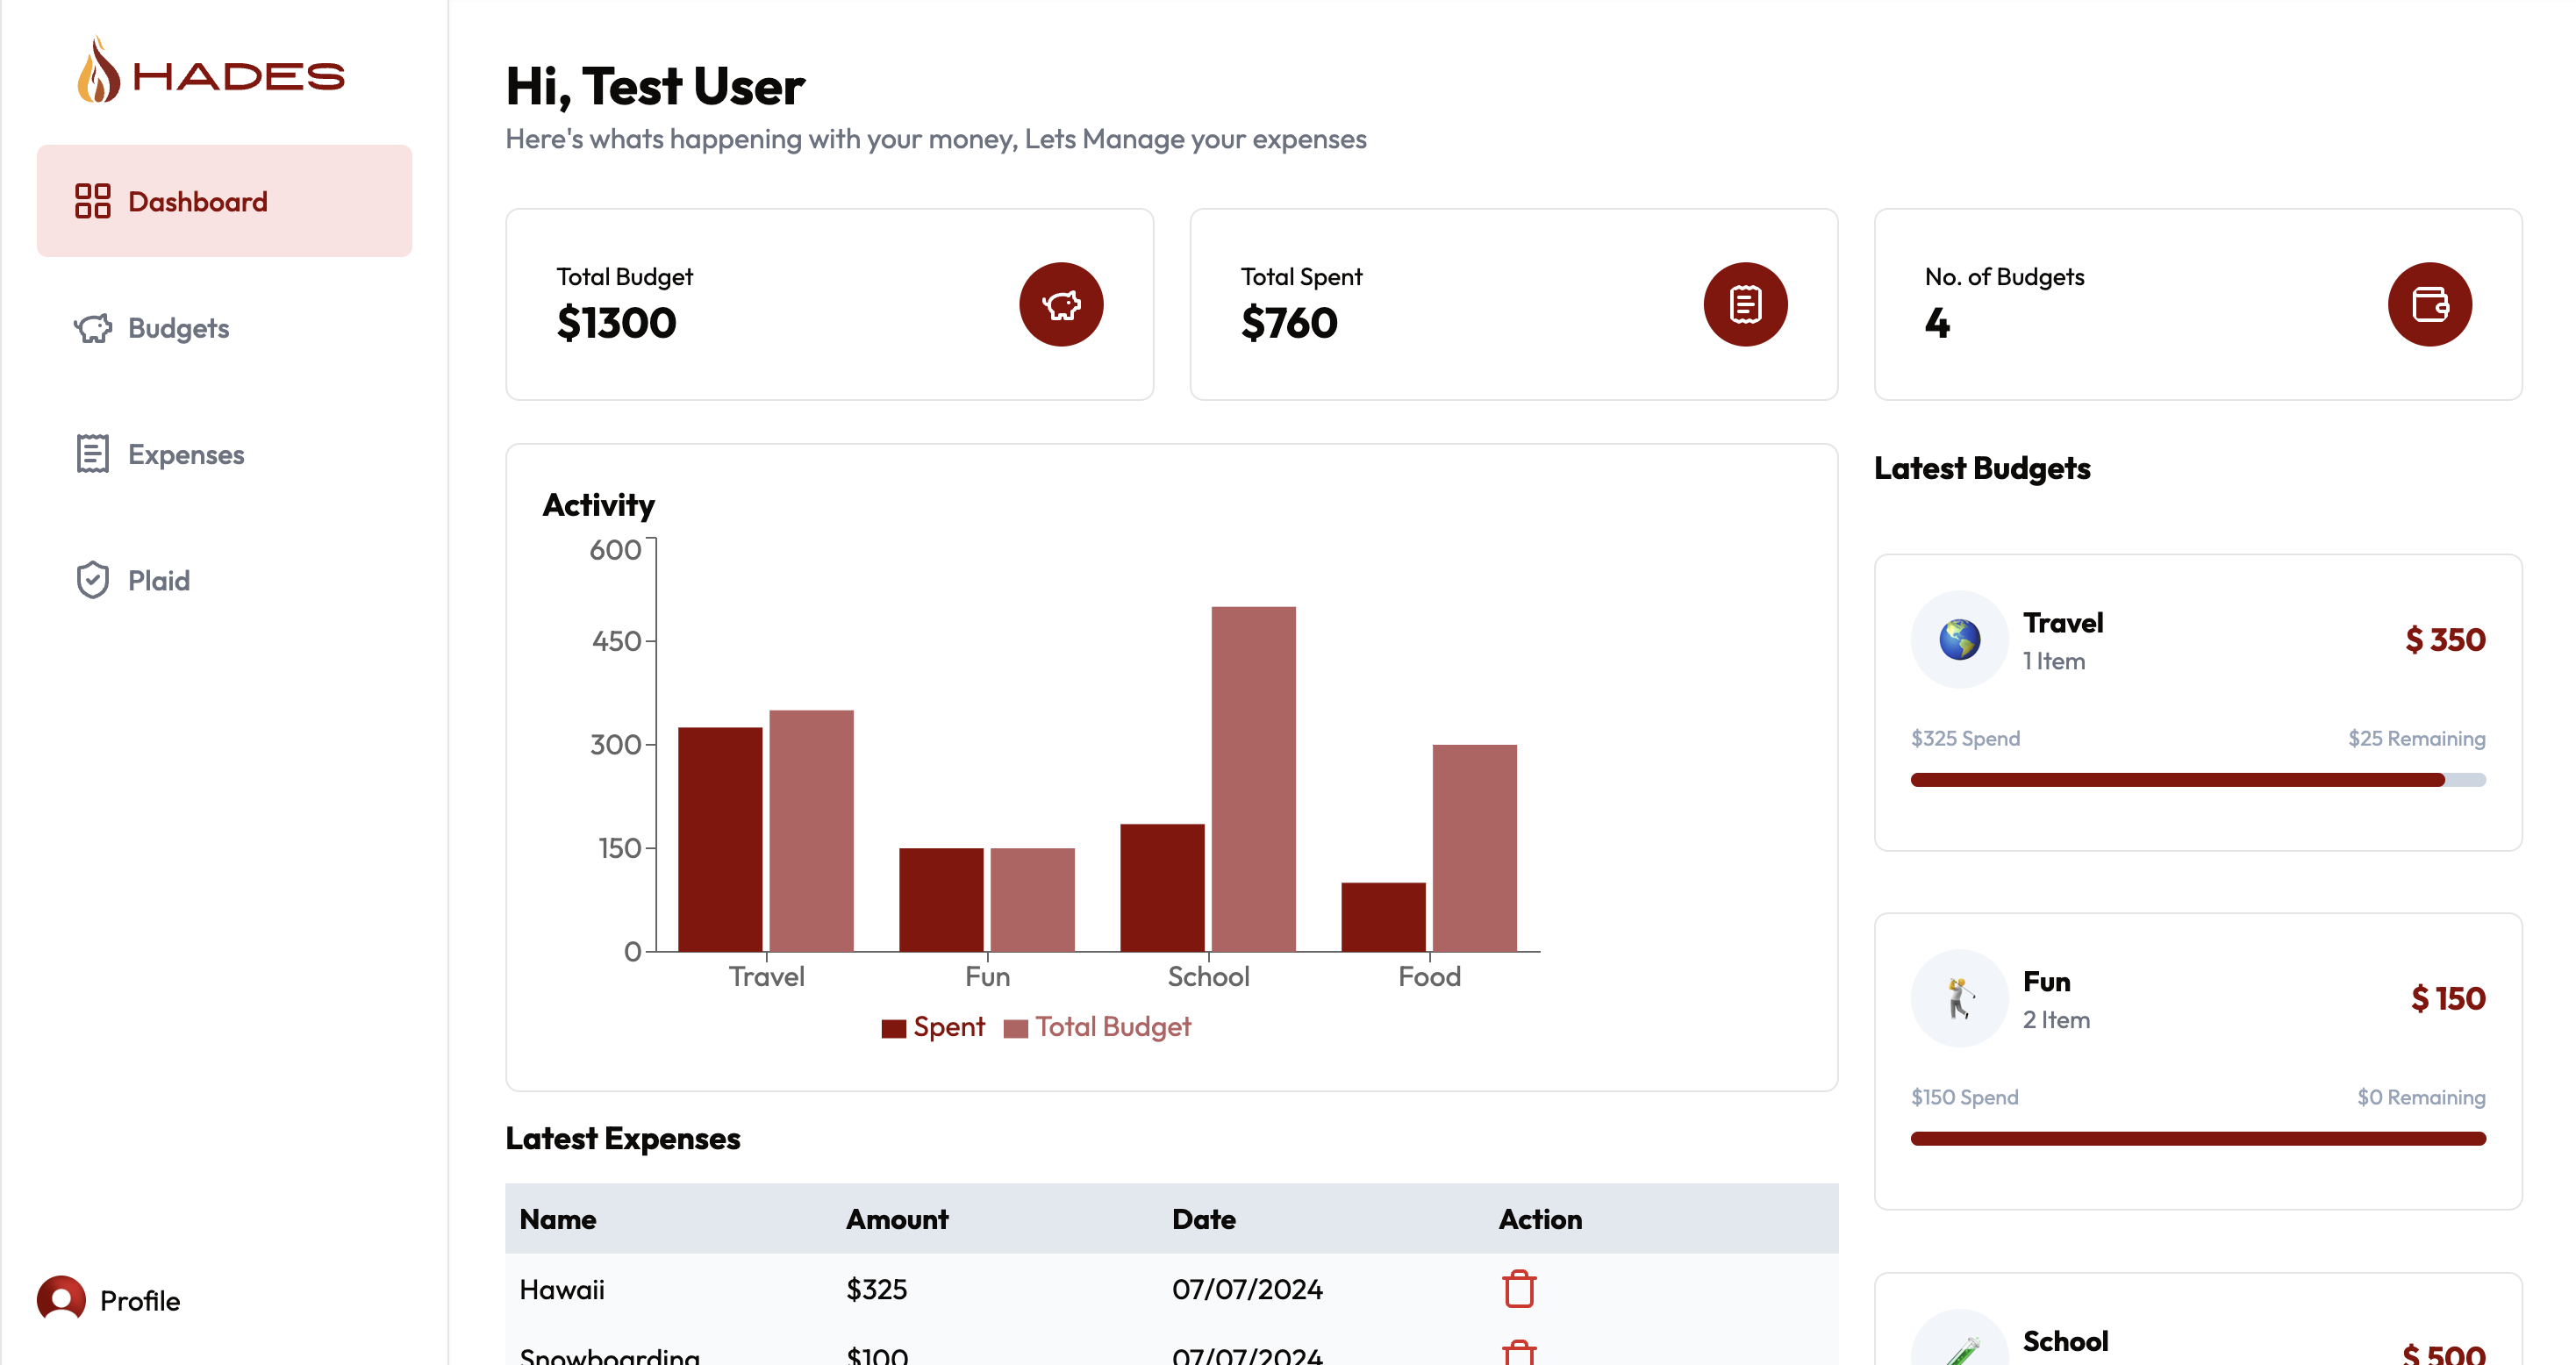 HADES
Dashboard
Budgets
Expenses
Plaid
Profile
Hi, Test User
Here's whats happening with your money, Lets Manage your expenses
Total Budget
$1300
Total Spent
$760
No. of Budgets
4
Activity
600
450
300
150
0
Travel Fun School Food
Spent Total Budget
Latest Expenses
Name Amount Date Action
Hawaii $325 07/07/2024
Snowboarding $100 07/07/2024
Latest Budgets
Travel
1 Item
$ 350
$325 Spend $25 Remaining
Fun
2 Item
$ 150
$150 Spend $0 Remaining
School
$ 500